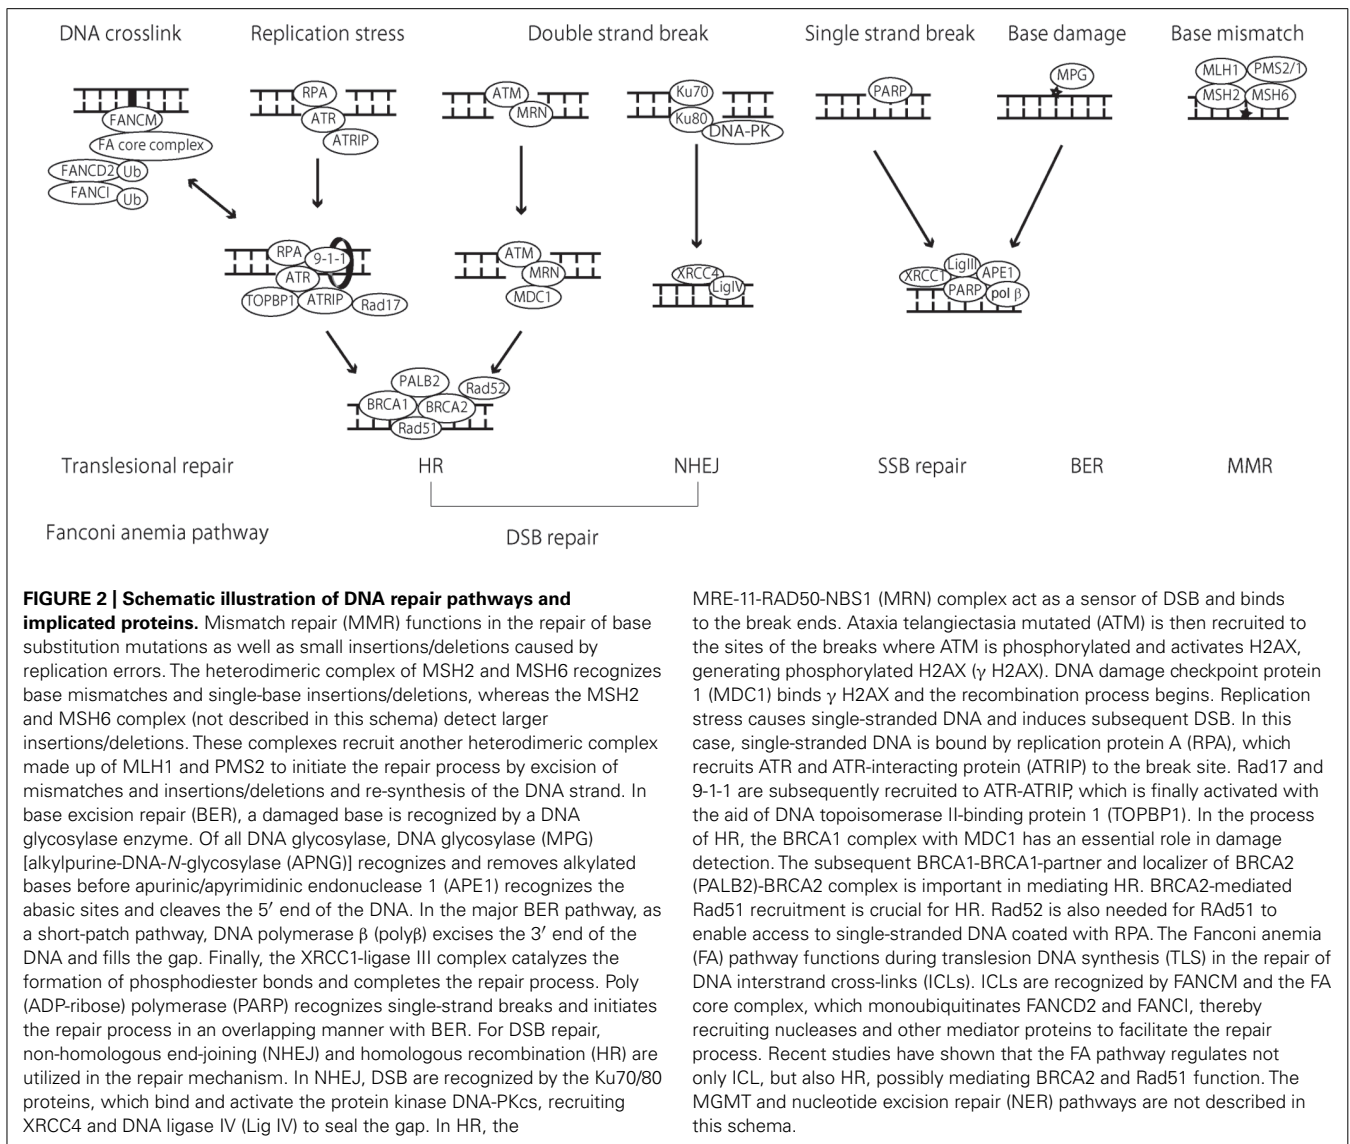 DNA crosslink
Replication stress
Double strand break
Single strand break
Base damage
Base mismatch
FANCM
FA core complex
FANCD2
Ub
FANCI
Ub
RPA
ATR
ATRIP
ATM
MRN
Ku70
Ku80
DNA-PK
PARP
MPG
MLH1
PMS2/1
MSH2
MSH6
RPA
9-1-1
ATR
TOPBP1
ATRIP
Rad17
ATM
MRN
MDC1
XRCC4
LigIV
XRCC1
LigIII
APE1
PARP
pol β
PALB2
Rad52
BRCA1
BRCA2
Rad51
Translesional repair
HR
NHEJ
SSB repair
BER
MMR
Fanconi anemia pathway
DSB repair
FIGURE 2 | Schematic illustration of DNA repair pathways and
implicated proteins. Mismatch repair (MMR) functions in the repair of base
substitution mutations as well as small insertions/deletions caused by
replication errors. The heterodimeric complex of MSH2 and MSH6 recognizes
base mismatches and single-base insertions/deletions, whereas the MSH2
and MSH6 complex (not described in this schema) detect larger
insertions/deletions. These complexes recruit another heterodimeric complex
made up of MLH1 and PMS2 to initiate the repair process by excision of
mismatches and insertions/deletions and re-synthesis of the DNA strand. In
base excision repair (BER), a damaged base is recognized by a DNA
glycosylase enzyme. Of all DNA glycosylase, DNA glycosylase (MPG)
[alkylpurine-DNA-N-glycosylase (APNG)] recognizes and removes alkylated
bases before apurinic/apyrimidinic endonuclease 1 (APE1) recognizes the
abasic sites and cleaves the 5′ end of the DNA. In the major BER pathway, as
a short-patch pathway, DNA polymerase β (polyβ) excises the 3′ end of the
DNA and fills the gap. Finally, the XRCC1-ligase III complex catalyzes the
formation of phosphodiester bonds and completes the repair process. Poly
(ADP-ribose) polymerase (PARP) recognizes single-strand breaks and initiates
the repair process in an overlapping manner with BER. For DSB repair,
non-homologous end-joining (NHEJ) and homologous recombination (HR) are
utilized in the repair mechanism. In NHEJ, DSB are recognized by the Ku70/80
proteins, which bind and activate the protein kinase DNA-PKcs, recruiting
XRCC4 and DNA ligase IV (Lig IV) to seal the gap. In HR, the
MRE-11-RAD50-NBS1 (MRN) complex act as a sensor of DSB and binds
to the break ends. Ataxia telangiectasia mutated (ATM) is then recruited to
the sites of the breaks where ATM is phosphorylated and activates H2AX,
generating phosphorylated H2AX (γ H2AX). DNA damage checkpoint protein
1 (MDC1) binds γ H2AX and the recombination process begins. Replication
stress causes single-stranded DNA and induces subsequent DSB. In this
case, single-stranded DNA is bound by replication protein A (RPA), which
recruits ATR and ATR-interacting protein (ATRIP) to the break site. Rad17 and
9-1-1 are subsequently recruited to ATR-ATRIP, which is finally activated with
the aid of DNA topoisomerase II-binding protein 1 (TOPBP1). In the process
of HR, the BRCA1 complex with MDC1 has an essential role in damage
detection. The subsequent BRCA1-BRCA1-partner and localizer of BRCA2
(PALB2)-BRCA2 complex is important in mediating HR. BRCA2-mediated
Rad51 recruitment is crucial for HR. Rad52 is also needed for RAd51 to
enable access to single-stranded DNA coated with RPA. The Fanconi anemia
(FA) pathway functions during translesion DNA synthesis (TLS) in the repair of
DNA interstrand cross-links (ICLs). ICLs are recognized by FANCM and the FA
core complex, which monoubiquitinates FANCD2 and FANCI, thereby
recruiting nucleases and other mediator proteins to facilitate the repair
process. Recent studies have shown that the FA pathway regulates not
only ICL, but also HR, possibly mediating BRCA2 and Rad51 function. The
MGMT and nucleotide excision repair (NER) pathways are not described in
this schema.